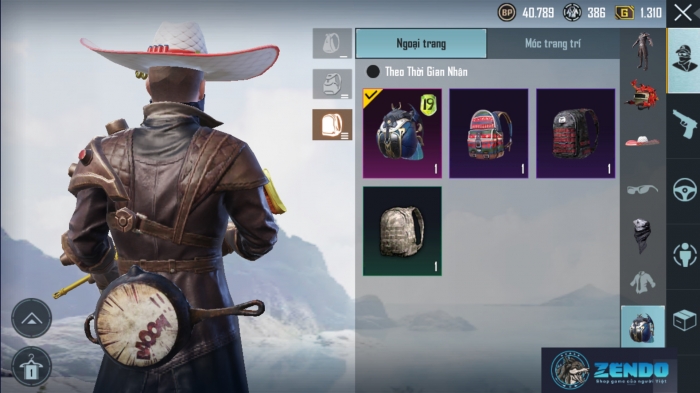 BP 40.789 386 G 1.310
Ngoại trang
Móc trang trí
Theo Thời Gian Nhận
19
1
1
1
1
BOOM
1
ZENDO
Shop game của người Việt